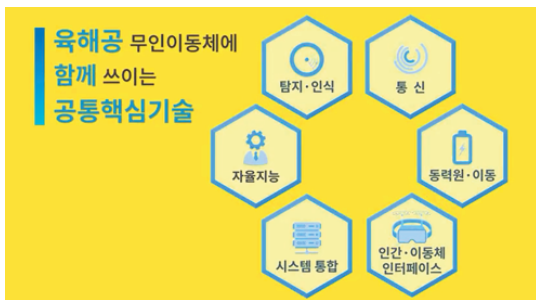 육해공 무인이동체에
함께 쓰이는
공통핵심기술
탐지·인식
통 신
자율지능
동력원·이동
시스템 통합
인간·이동체
인터페이스